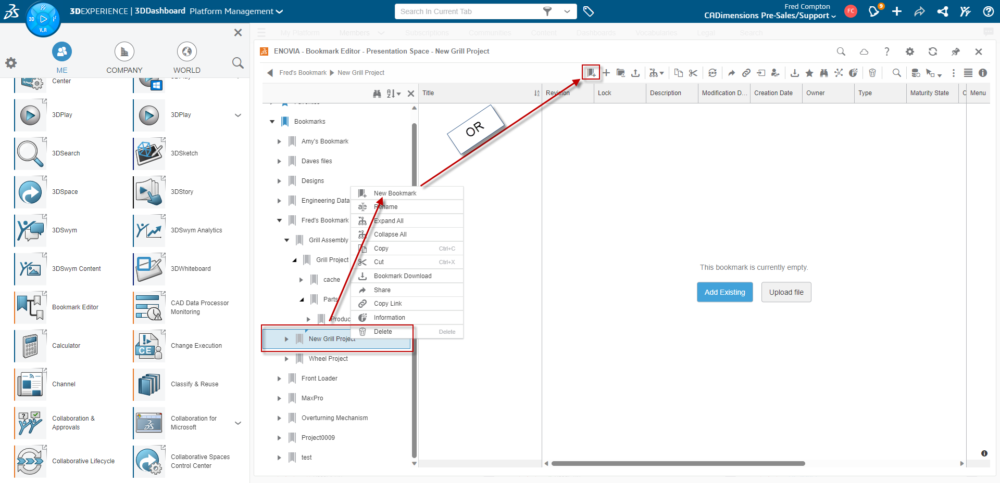 3DEXPERIENCE | 3DDashboard Platform Management
Search In Current Tab
Fred Compton
CADimensions Pre-Sales/Support
FC
9
3D
V.R
My Platform Members Subscriptions Communities Content Dashboards Vocabularies Legal Search
ME
COMPANY
WORLD
Center
3DPlay
3DPlay
3DPlay
3DSearch
3DSketch
3DSpace
3DStory
3DSwym
3DSwym Analytics
3DSwym Content
3DWhiteboard
Bookmark Editor
CAD Data Processor
Monitoring
Calculator
Change Execution
CE
Channel
Classify & Reuse
Collaboration &
Approvals
Collaboration for
Microsoft
Collaborative Lifecycle
Collaborative Spaces
Control Center
ENOVIA - Bookmark Editor - Presentation Space - New Grill Project
Fred's Bookmark
New Grill Project
Title
Revision
Lock
Description
Modification D...
Creation Date
Owner
Type
Maturity State
C
Menu
Favorites
Bookmarks
Amy's Bookmark
Daves files
Designs
Engineering Data
Fred's Bookmark
Grill Assembly
Grill Project
cache
Parts
Produc
New Grill Project
Wheel Project
Front Loader
MaxPro
Overturning Mechanism
Project0009
test
OR
New Bookmark
Rename
Expand All
Collapse All
Copy Ctrl+C
Cut Ctrl+X
Bookmark Download
Share
Copy Link
Information
Delete Delete
This bookmark is currently empty.
Add Existing
Upload file